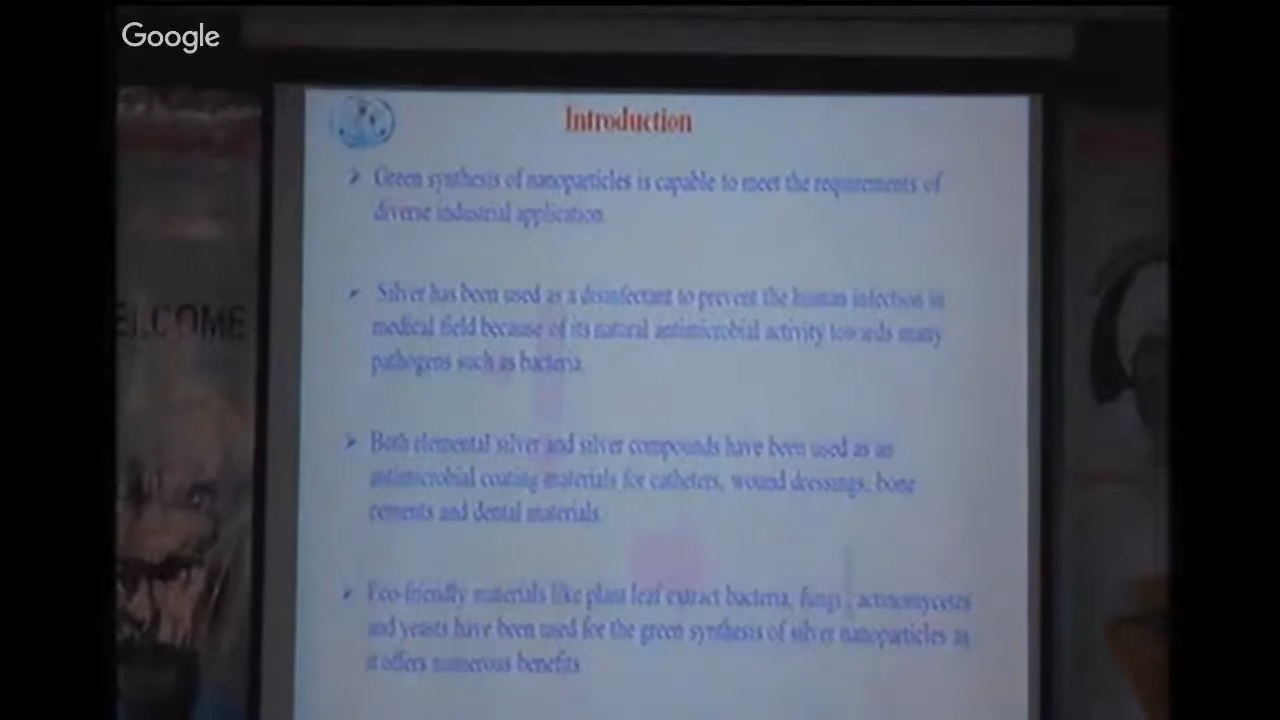 Google
Introduction
Green synthesis of nanoparticles is capable to meet the requirements of
diverse industrial application.
Silver has been used as a disinfectant to prevent the human infection in
medical field because of its natural antimicrobial activity towards many
pathogens such as bacteria.
ELCOME
Both elemental silver and silver compounds have been used as an
antimicrobial coating materials for catheters, wound dressings, bone
cements and dental materials.
Eco-friendly materials like plant leaf extract bacteria, fungi, actinomycetes
and yeasts have been used for the green synthesis of silver nanoparticles as
it offers numerous benefits